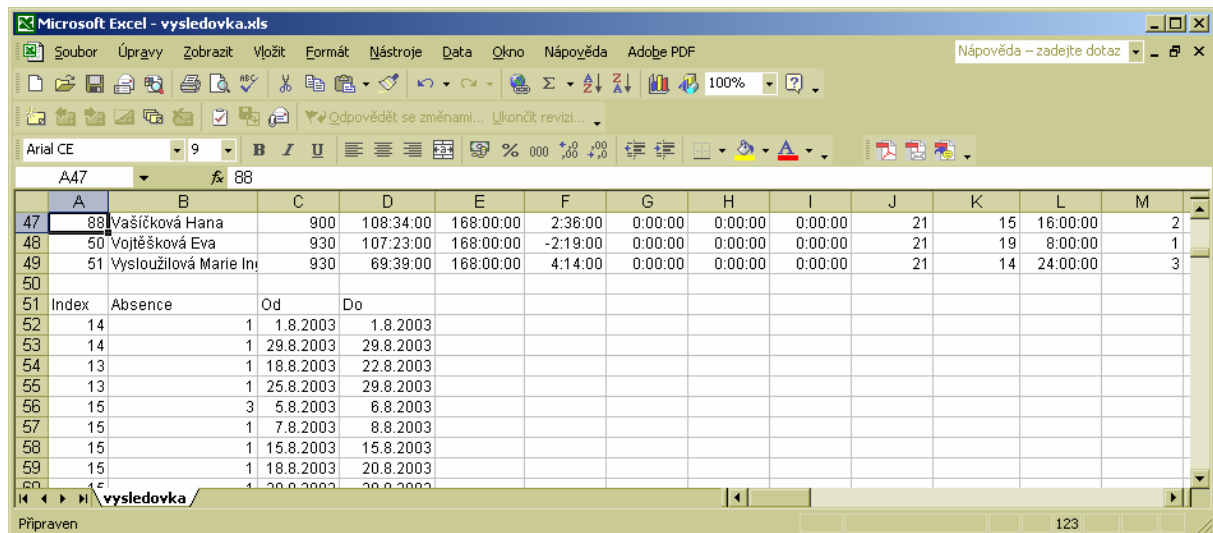 Microsoft Excel - vysledovka.xls
Soubor Úpravy Zobrazit Vložit Formát Nástroje Data Okno Nápověda Adobe PDF Nápověda – zadejte dotaz
100%
Odpovědět se změnami... Ukončit revizi...
Arial CE 9 B I U % 000
A47 fx 88
A B C D E F G H I J K L M
47 88 Vašíčková Hana 900 108:34:00 168:00:00 2:36:00 0:00:00 0:00:00 0:00:00 21 15 16:00:00 2
48 50 Vojtěšková Eva 930 107:23:00 168:00:00 -2:19:00 0:00:00 0:00:00 0:00:00 21 19 8:00:00 1
49 51 Vysloužilová Marie Ing 930 69:39:00 168:00:00 4:14:00 0:00:00 0:00:00 0:00:00 21 14 24:00:00 3
50
51 Index Absence Od Do
52 14 1 1.8.2003 1.8.2003
53 14 1 29.8.2003 29.8.2003
54 13 1 18.8.2003 22.8.2003
55 13 1 25.8.2003 29.8.2003
56 15 3 5.8.2003 6.8.2003
57 15 1 7.8.2003 8.8.2003
58 15 1 15.8.2003 15.8.2003
59 15 1 18.8.2003 20.8.2003
60 15 1
vysledovka
Připraven 123